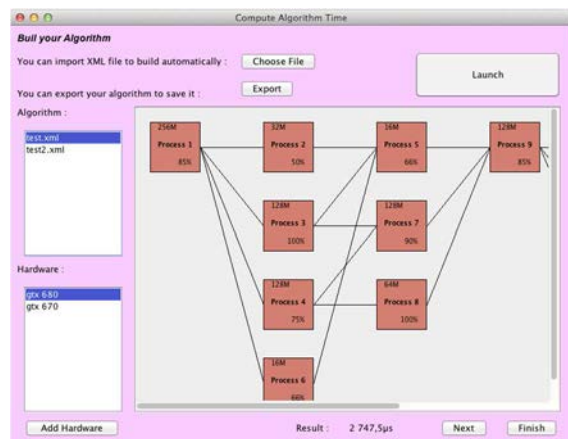 Compute Algorithm Time
Buil your Algorithm
You can import XML file to build automatically :
Choose File
Launch
You can export your algorithm to save it :
Export
Algorithm :
test.xml
test2.xml
Hardware :
gtx 680
gtx 670
256M
Process 1
85%
32M
Process 2
50%
16M
Process 5
66%
128M
Process 9
85%
128M
Process 3
100%
128M
Process 7
90%
128M
Process 4
75%
64M
Process 8
100%
16M
Process 6
66%
Add Hardware
Result : 2 747,5µs
Next
Finish